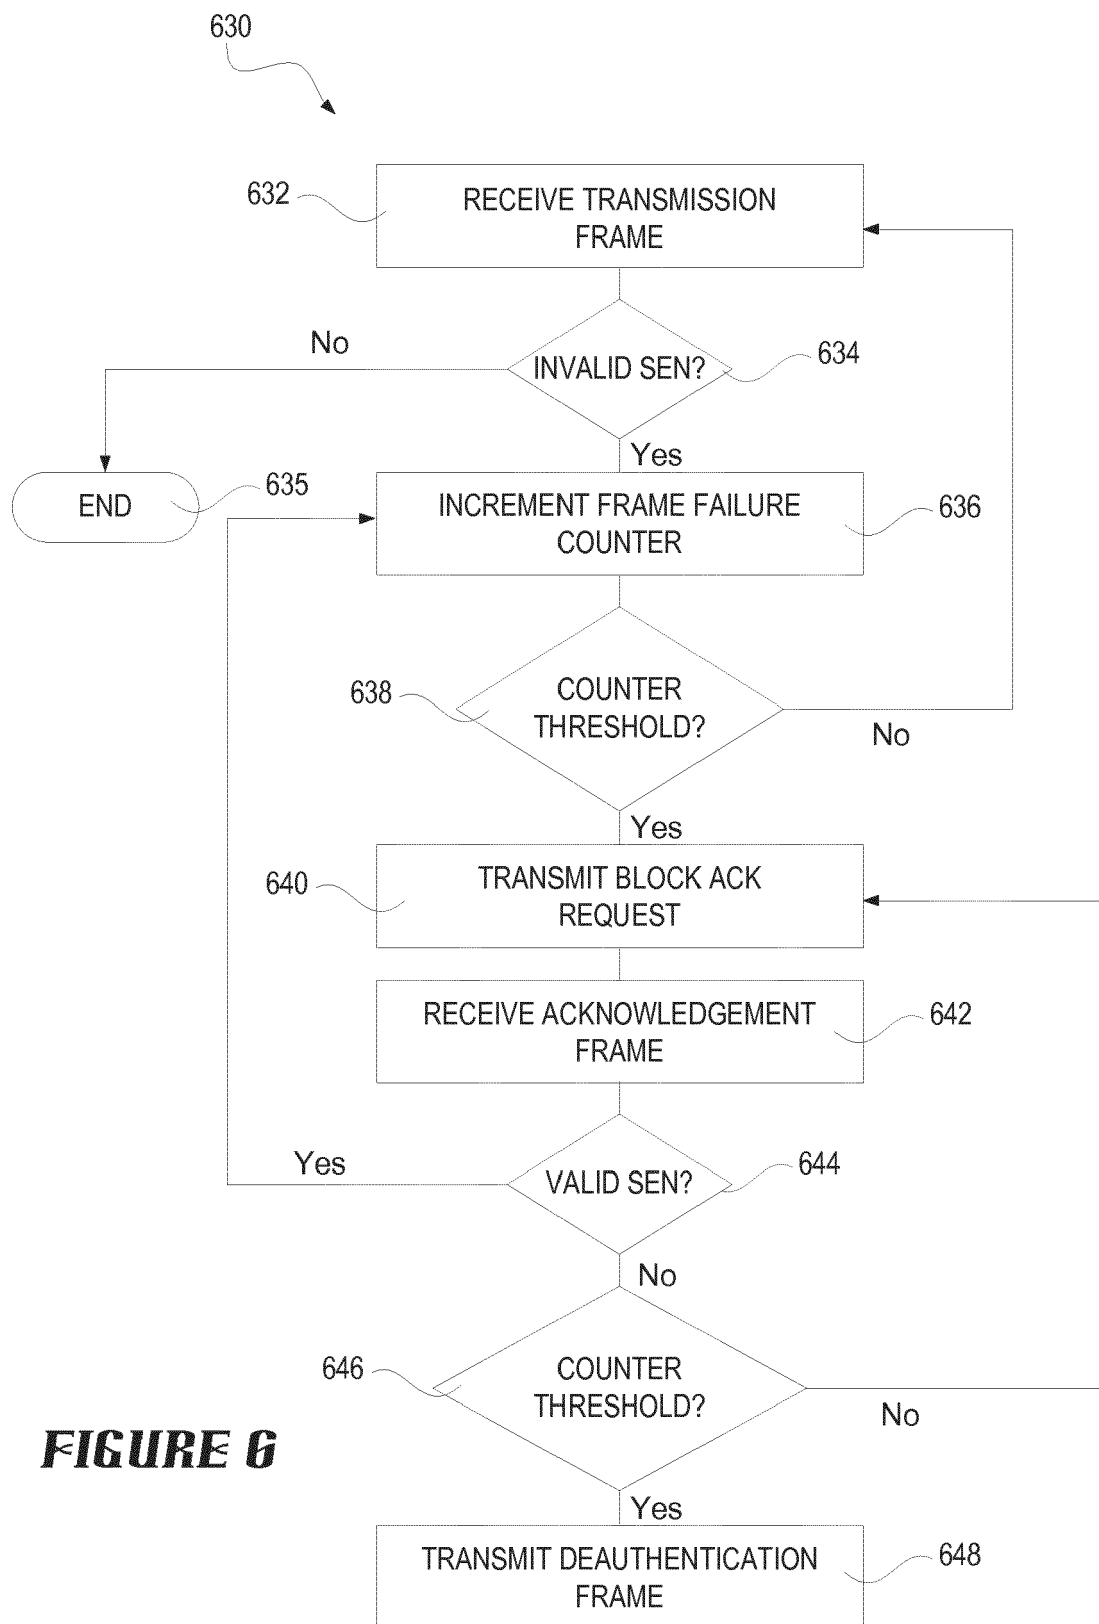 630
632
RECEIVE TRANSMISSION
FRAME
No
INVALID SEN?
634
Yes
END
635
INCREMENT FRAME FAILURE
COUNTER
636
638
COUNTER
THRESHOLD?
No
Yes
640
TRANSMIT BLOCK ACK
REQUEST
RECEIVE ACKNOWLEDGEMENT
FRAME
642
Yes
VALID SEN?
644
No
646
COUNTER
THRESHOLD?
No
FIGURE 6
Yes
TRANSMIT DEAUTHENTICATION
FRAME
648